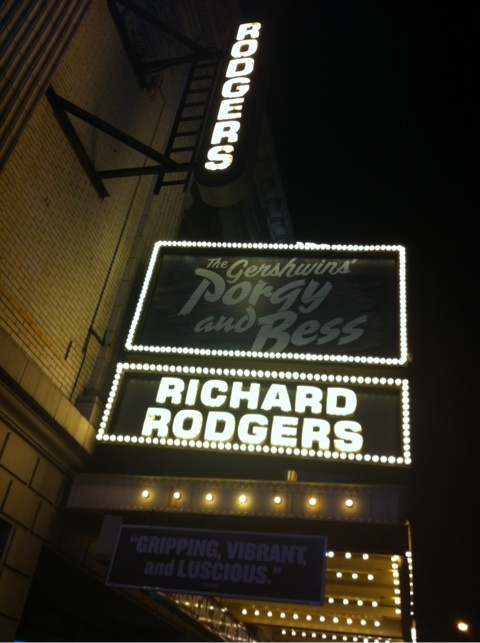 RODGERS
The Gershwins'
Porgy
and Bess
RICHARD
RODGERS
"GRIPPING, VIBRANT,
and LUSCIOUS."